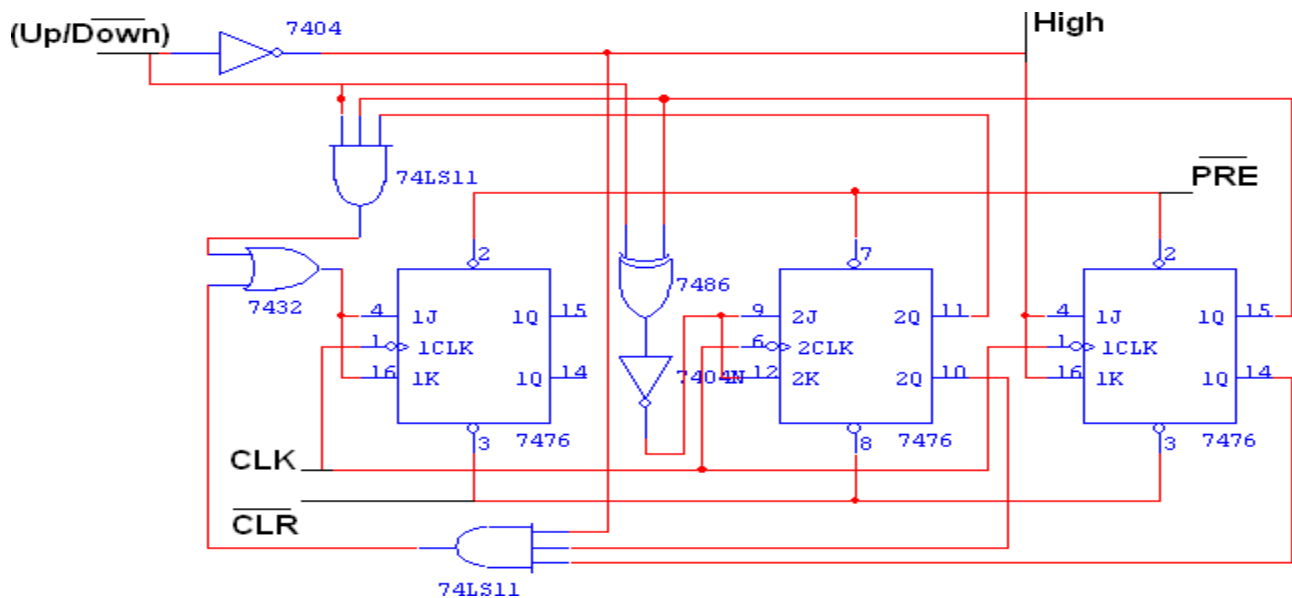 (Up/Down)
7404
High
74LS11
PRE
7432
7486
2
7
2
4
1J
1Q
15
1
1CLK
16
1K
1Q
14
3
7476
9
2J
2Q
11
6
2CLK
7404N
12
2K
2Q
10
8
7476
4
1J
1Q
15
1
1CLK
16
1K
1Q
14
3
7476
CLK
CLR
74LS11